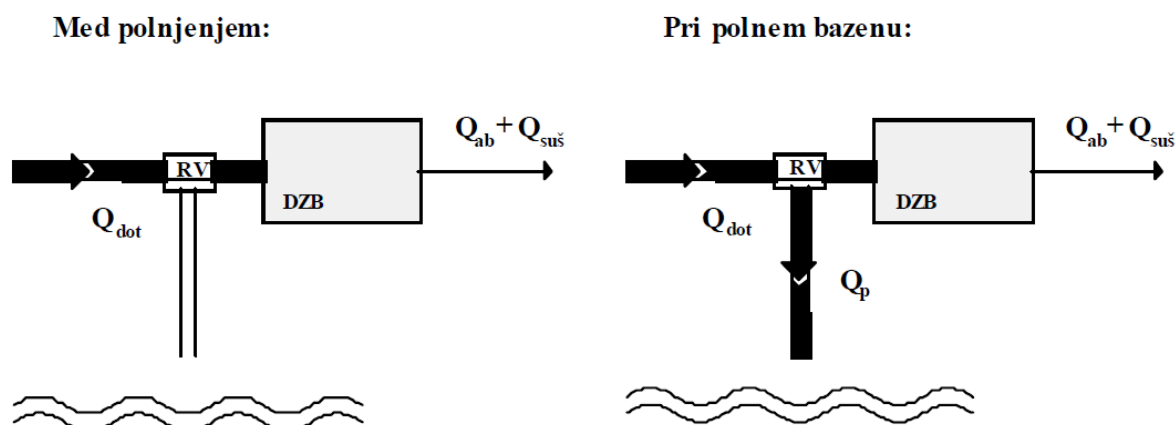 Med polnjenjem:
Q_ab + Q_suš
RV
DZB
Q_dot
Pri polnem bazenu:
Q_ab + Q_suš
RV
DZB
Q_dot
Q_p